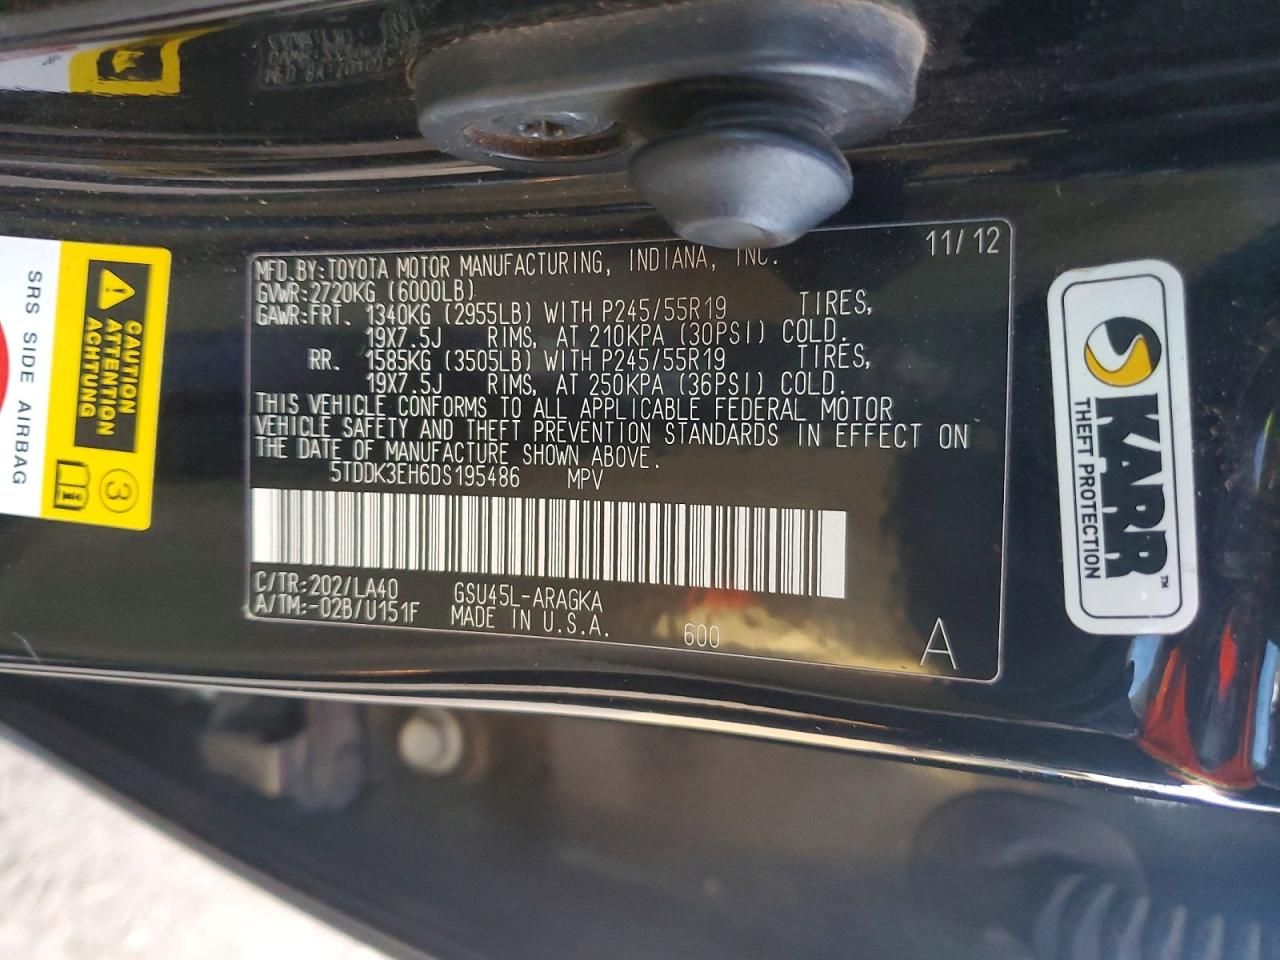 11/12
MFD.BY:TOYOTA MOTOR MANUFACTURING, INDIANA, INC.
GVWR:2720KG (6000LB)
GAWR:FRT. 1340KG (2955LB) WITH P245/55R19 TIRES,
19X7.5J RIMS, AT 210KPA (30PSI) COLD.
RR. 1585KG (3505LB) WITH P245/55R19 TIRES,
19X7.5J RIMS, AT 250KPA (36PSI) COLD.
THIS VEHICLE CONFORMS TO ALL APPLICABLE FEDERAL MOTOR
VEHICLE SAFETY AND THEFT PREVENTION STANDARDS IN EFFECT ON
THE DATE OF MANUFACTURE SHOWN ABOVE.
5TDDK3EH6DS195486 MPV
C/TR:202/LA40 GSU45L-ARAGKA
A/TM:-02B/U151F MADE IN U.S.A. 600
A
SRS SIDE AIRBAG
CAUTION
ATTENTION
ACHTUNG
3
KARR™
THEFT PROTECTION